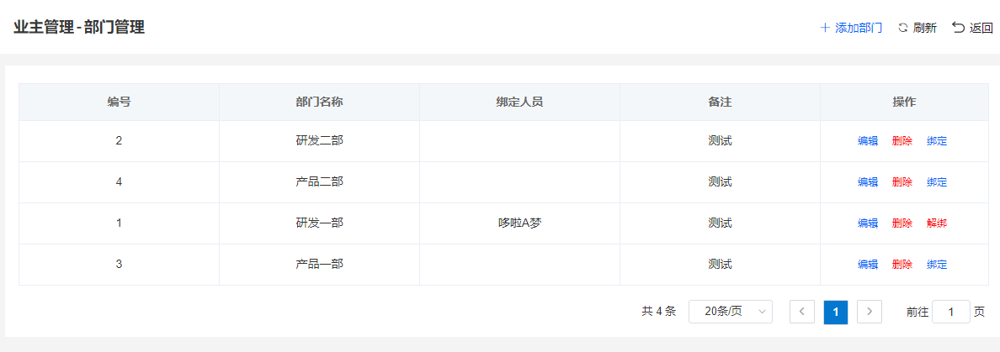 业主管理-部门管理 添加部门 刷新 返回
编号 部门名称 绑定人员 备注 操作
2 研发二部 测试 编辑 删除 绑定
4 产品二部 测试 编辑 删除 绑定
1 研发一部 哆啦A梦 测试 编辑 删除 解绑
3 产品一部 测试 编辑 删除 绑定
共 4 条 20条/页 1 前往 1 页